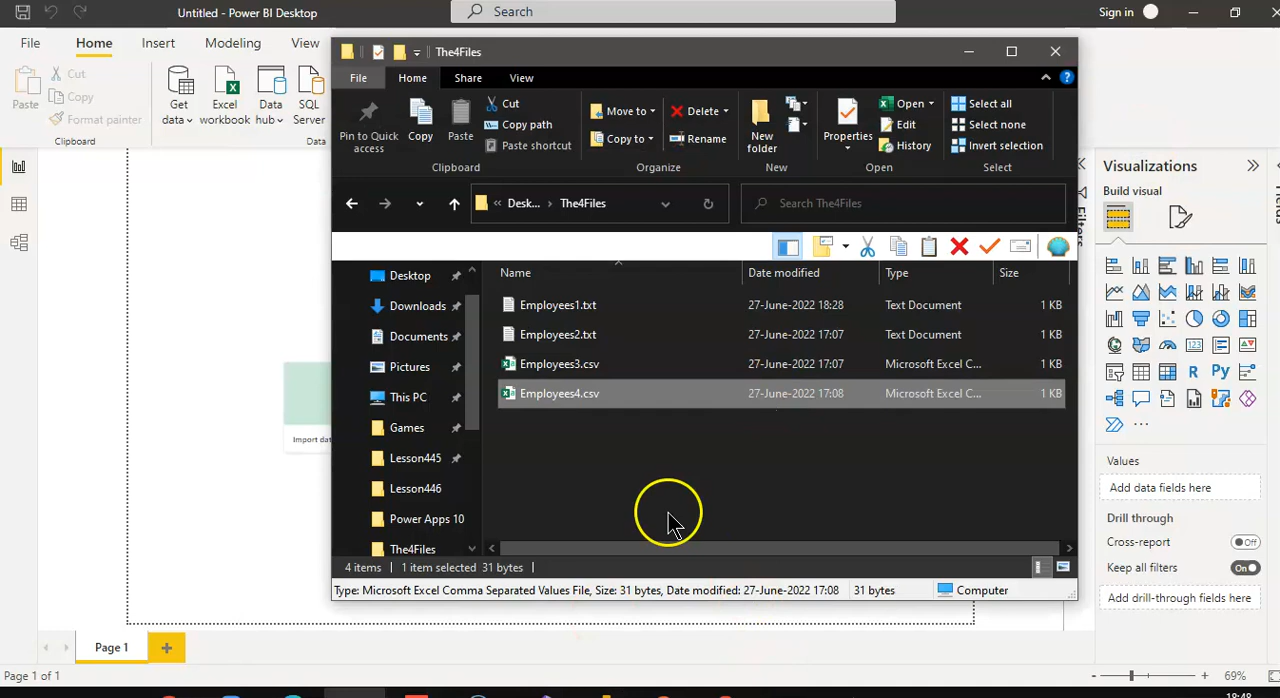 Untitled - Power BI Desktop
Search
Sign in
File
Home
Insert
Modeling
View
Paste
Cut
Copy
Format painter
Clipboard
Get data
Excel workbook
Data hub
SQL Server
Data
The4Files
File
Home
Share
View
Pin to Quick access
Copy
Paste
Cut
Copy path
Paste shortcut
Clipboard
Move to
Copy to
Delete
Rename
Organize
New folder
New
Properties
Open
Edit
History
Open
Select all
Select none
Invert selection
Select
« Desk... › The4Files
Search The4Files
Name
Date modified
Type
Size
Employees1.txt 27-June-2022 18:28 Text Document 1 KB
Employees2.txt 27-June-2022 17:07 Text Document 1 KB
Employees3.csv 27-June-2022 17:07 Microsoft Excel C... 1 KB
Employees4.csv 27-June-2022 17:08 Microsoft Excel C... 1 KB
Desktop
Downloads
Documents
Pictures
This PC
Games
Lesson445
Lesson446
Power Apps 10
The4Files
4 items
1 item selected 31 bytes
Type: Microsoft Excel Comma Separated Values File, Size: 31 bytes, Date modified: 27-June-2022 17:08
31 bytes
Computer
Import dat
Filters
Visualizations
Build visual
123
R
Py
...
Values
Add data fields here
Drill through
Cross-report
Off
Keep all filters
On
Add drill-through fields here
Fields
Page 1
+
Page 1 of 1
-
+
69%
18:48